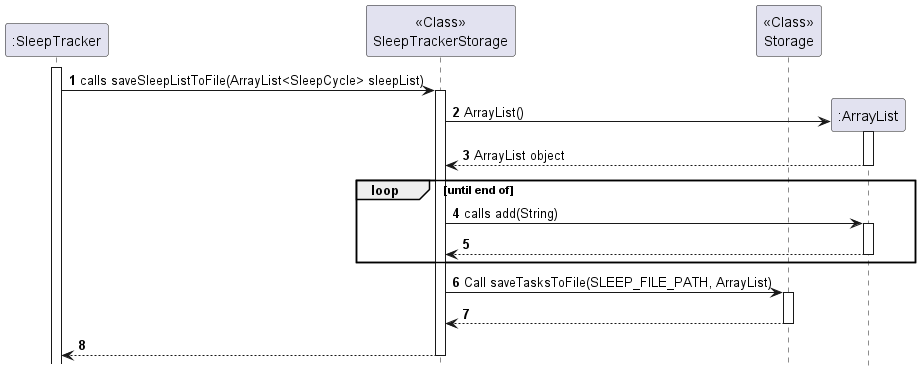 :SleepTracker
«Class»
SleepTrackerStorage
«Class»
Storage
1 calls saveSleepListToFile(ArrayList<SleepCycle> sleepList)
2 ArrayList()
:ArrayList
3 ArrayList object
loop [until end of]
4 calls add(String)
5
6 Call saveTasksToFile(SLEEP_FILE_PATH, ArrayList)
7
8